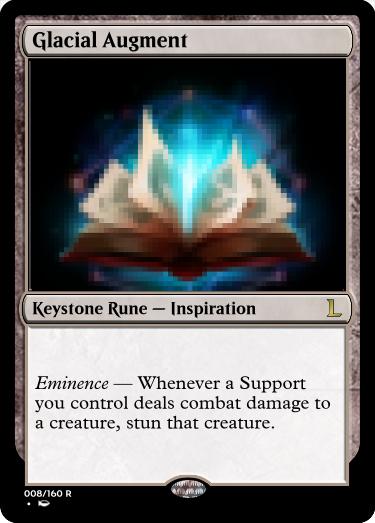 Glacial Augment
Keystone Rune — Inspiration
L
Eminence — Whenever a Support
you control deals combat damage to
a creature, stun that creature.
008/160 R